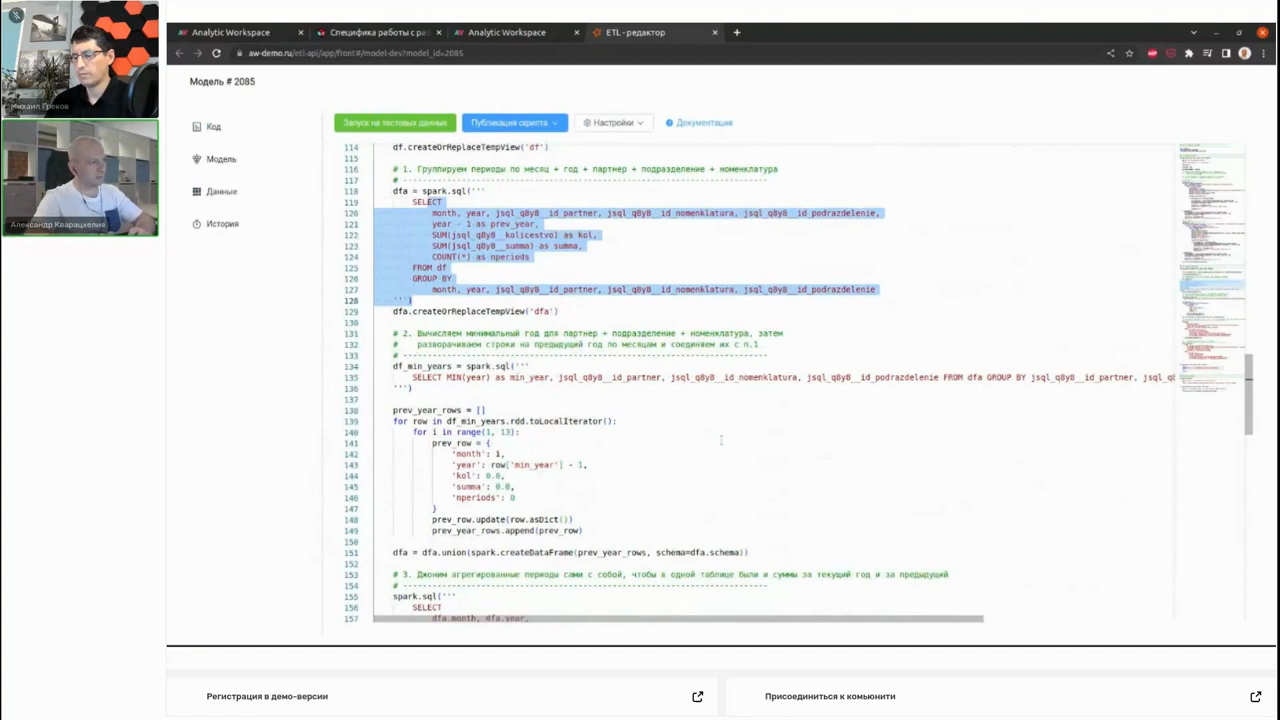 Михаил Греков
Александр Кварацхелия
Analytic Workspace
Специфика работы с ра
Analytic Workspace
ETL - редактор
aw-demo.ru/etl-api/app/front#/model-dev?model_id=2085
Модель # 2085
Код
Модель
Данные
История
Запуск на тестовых данных
Публикация скрипта
Настройки
Документация
114 df.createOrReplaceTempView('df')
115
116 # 1. Группируем периоды по месяц + год + партнер + подразделение + номенклатура
117 # ---------------------------------------------------------------------------
118 dfa = spark.sql('''
119 SELECT
120 month, year, jsql_q8y8__id_partner, jsql_q8y8__id_nomenklatura, jsql_q8y8__id_podrazdelenie,
121 year - 1 as prev_year,
122 SUM(jsql_q8y8__kolicestvo) as kol,
123 SUM(jsql_q8y8__summa) as summa,
124 COUNT(*) as nperiods
125 FROM df
126 GROUP BY
127 month, year, jsql_q8y8__id_partner, jsql_q8y8__id_nomenklatura, jsql_q8y8__id_podrazdelenie
128 ''')
129 dfa.createOrReplaceTempView('dfa')
130
131 # 2. Вычисляем минимальный год для партнер + подразделение + номенклатура, затем
132 # разворачиваем строки на предыдущий год по месяцам и соединяем их с п.1
133 # -------------------------------------------------------------------------
134 df_min_years = spark.sql('''
135 SELECT MIN(year) as min_year, jsql_q8y8__id_partner, jsql_q8y8__id_nomenklatura, jsql_q8y8__id_podrazdelenie FROM dfa GROUP BY jsql_q8y8__id_partner, jsql_q8
136 ''')
137
138 prev_year_rows = []
139 for row in df_min_years.rdd.toLocalIterator():
140 for i in range(1, 13):
141 prev_row = {
142 'month': i,
143 'year': row['min_year'] - 1,
144 'kol': 0.0,
145 'summa': 0.0,
146 'nperiods': 0
147 }
148 prev_row.update(row.asDict())
149 prev_year_rows.append(prev_row)
150
151 dfa = dfa.union(spark.createDataFrame(prev_year_rows, schema=dfa.schema))
152
153 # 3. Джоним агрегированные периоды сами с собой, чтобы в одной таблице были и суммы за текущий год и за предыдущий
154 # -------------------------------------------------------------------------
155 spark.sql('''
156 SELECT
157 dfa.month, dfa.year,
Регистрация в демо-версии
Присоединиться к комьюнити